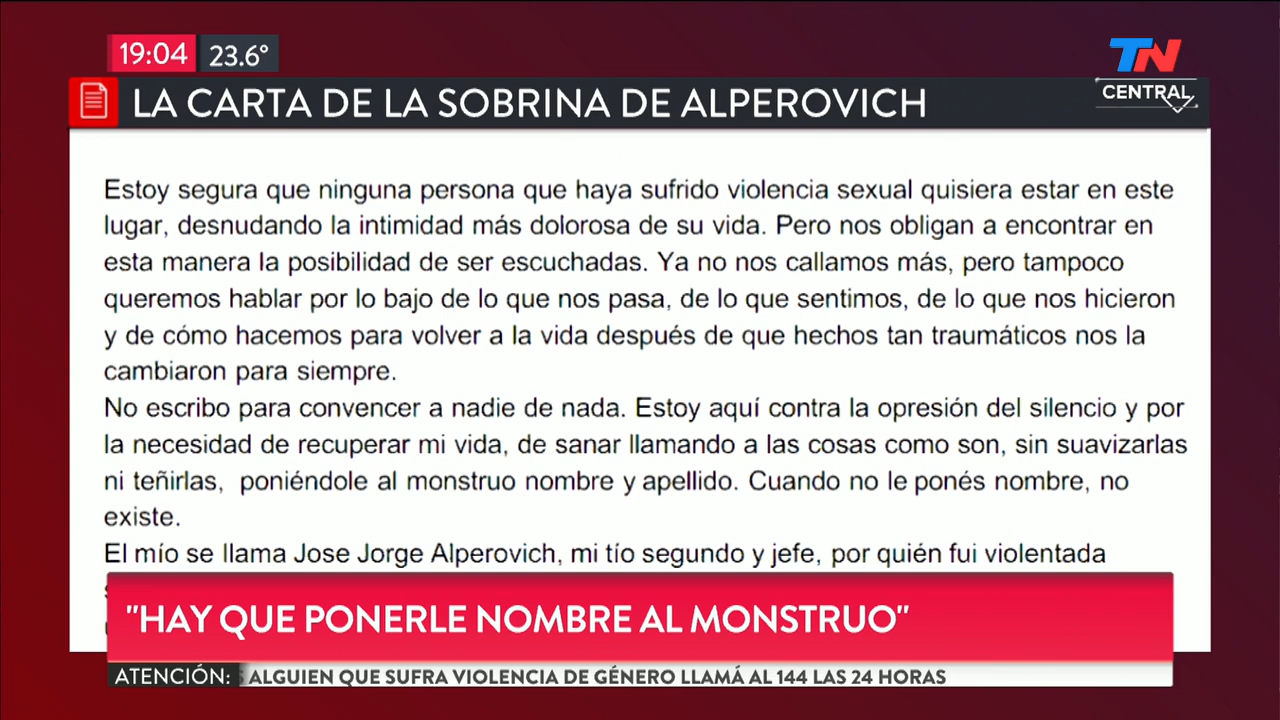 19:04 23.6°
TN
CENTRAL
LA CARTA DE LA SOBRINA DE ALPEROVICH
Estoy segura que ninguna persona que haya sufrido violencia sexual quisiera estar en este
lugar, desnudando la intimidad más dolorosa de su vida. Pero nos obligan a encontrar en
esta manera la posibilidad de ser escuchadas. Ya no nos callamos más, pero tampoco
queremos hablar por lo bajo de lo que nos pasa, de lo que sentimos, de lo que nos hicieron
y de cómo hacemos para volver a la vida después de que hechos tan traumáticos nos la
cambiaron para siempre.
No escribo para convencer a nadie de nada. Estoy aquí contra la opresión del silencio y por
la necesidad de recuperar mi vida, de sanar llamando a las cosas como son, sin suavizarlas
ni teñirlas, poniéndole al monstruo nombre y apellido. Cuando no le ponés nombre, no
existe.
El mío se llama Jose Jorge Alperovich, mi tío segundo y jefe, por quién fui violentada
"HAY QUE PONERLE NOMBRE AL MONSTRUO"
ATENCIÓN: ALGUIEN QUE SUFRA VIOLENCIA DE GÉNERO LLAMÁ AL 144 LAS 24 HORAS